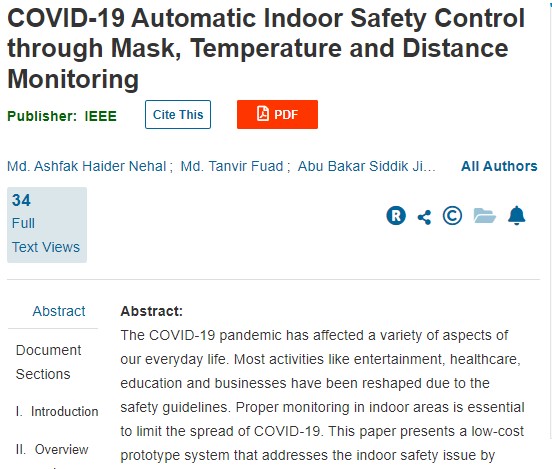 COVID-19 Automatic Indoor Safety Control
through Mask, Temperature and Distance
Monitoring
Publisher: IEEE
Cite This
PDF
Md. Ashfak Haider Nehal ; Md. Tanvir Fuad ; Abu Bakar Siddik Ji... All Authors
34
Full
Text Views
R
©
Abstract
Document
Sections
I. Introduction
II. Overview
Abstract:
The COVID-19 pandemic has affected a variety of aspects of
our everyday life. Most activities like entertainment, healthcare,
education and businesses have been reshaped due to the
safety guidelines. Proper monitoring in indoor areas is essential
to limit the spread of COVID-19. This paper presents a low-cost
prototype system that addresses the indoor safety issue by